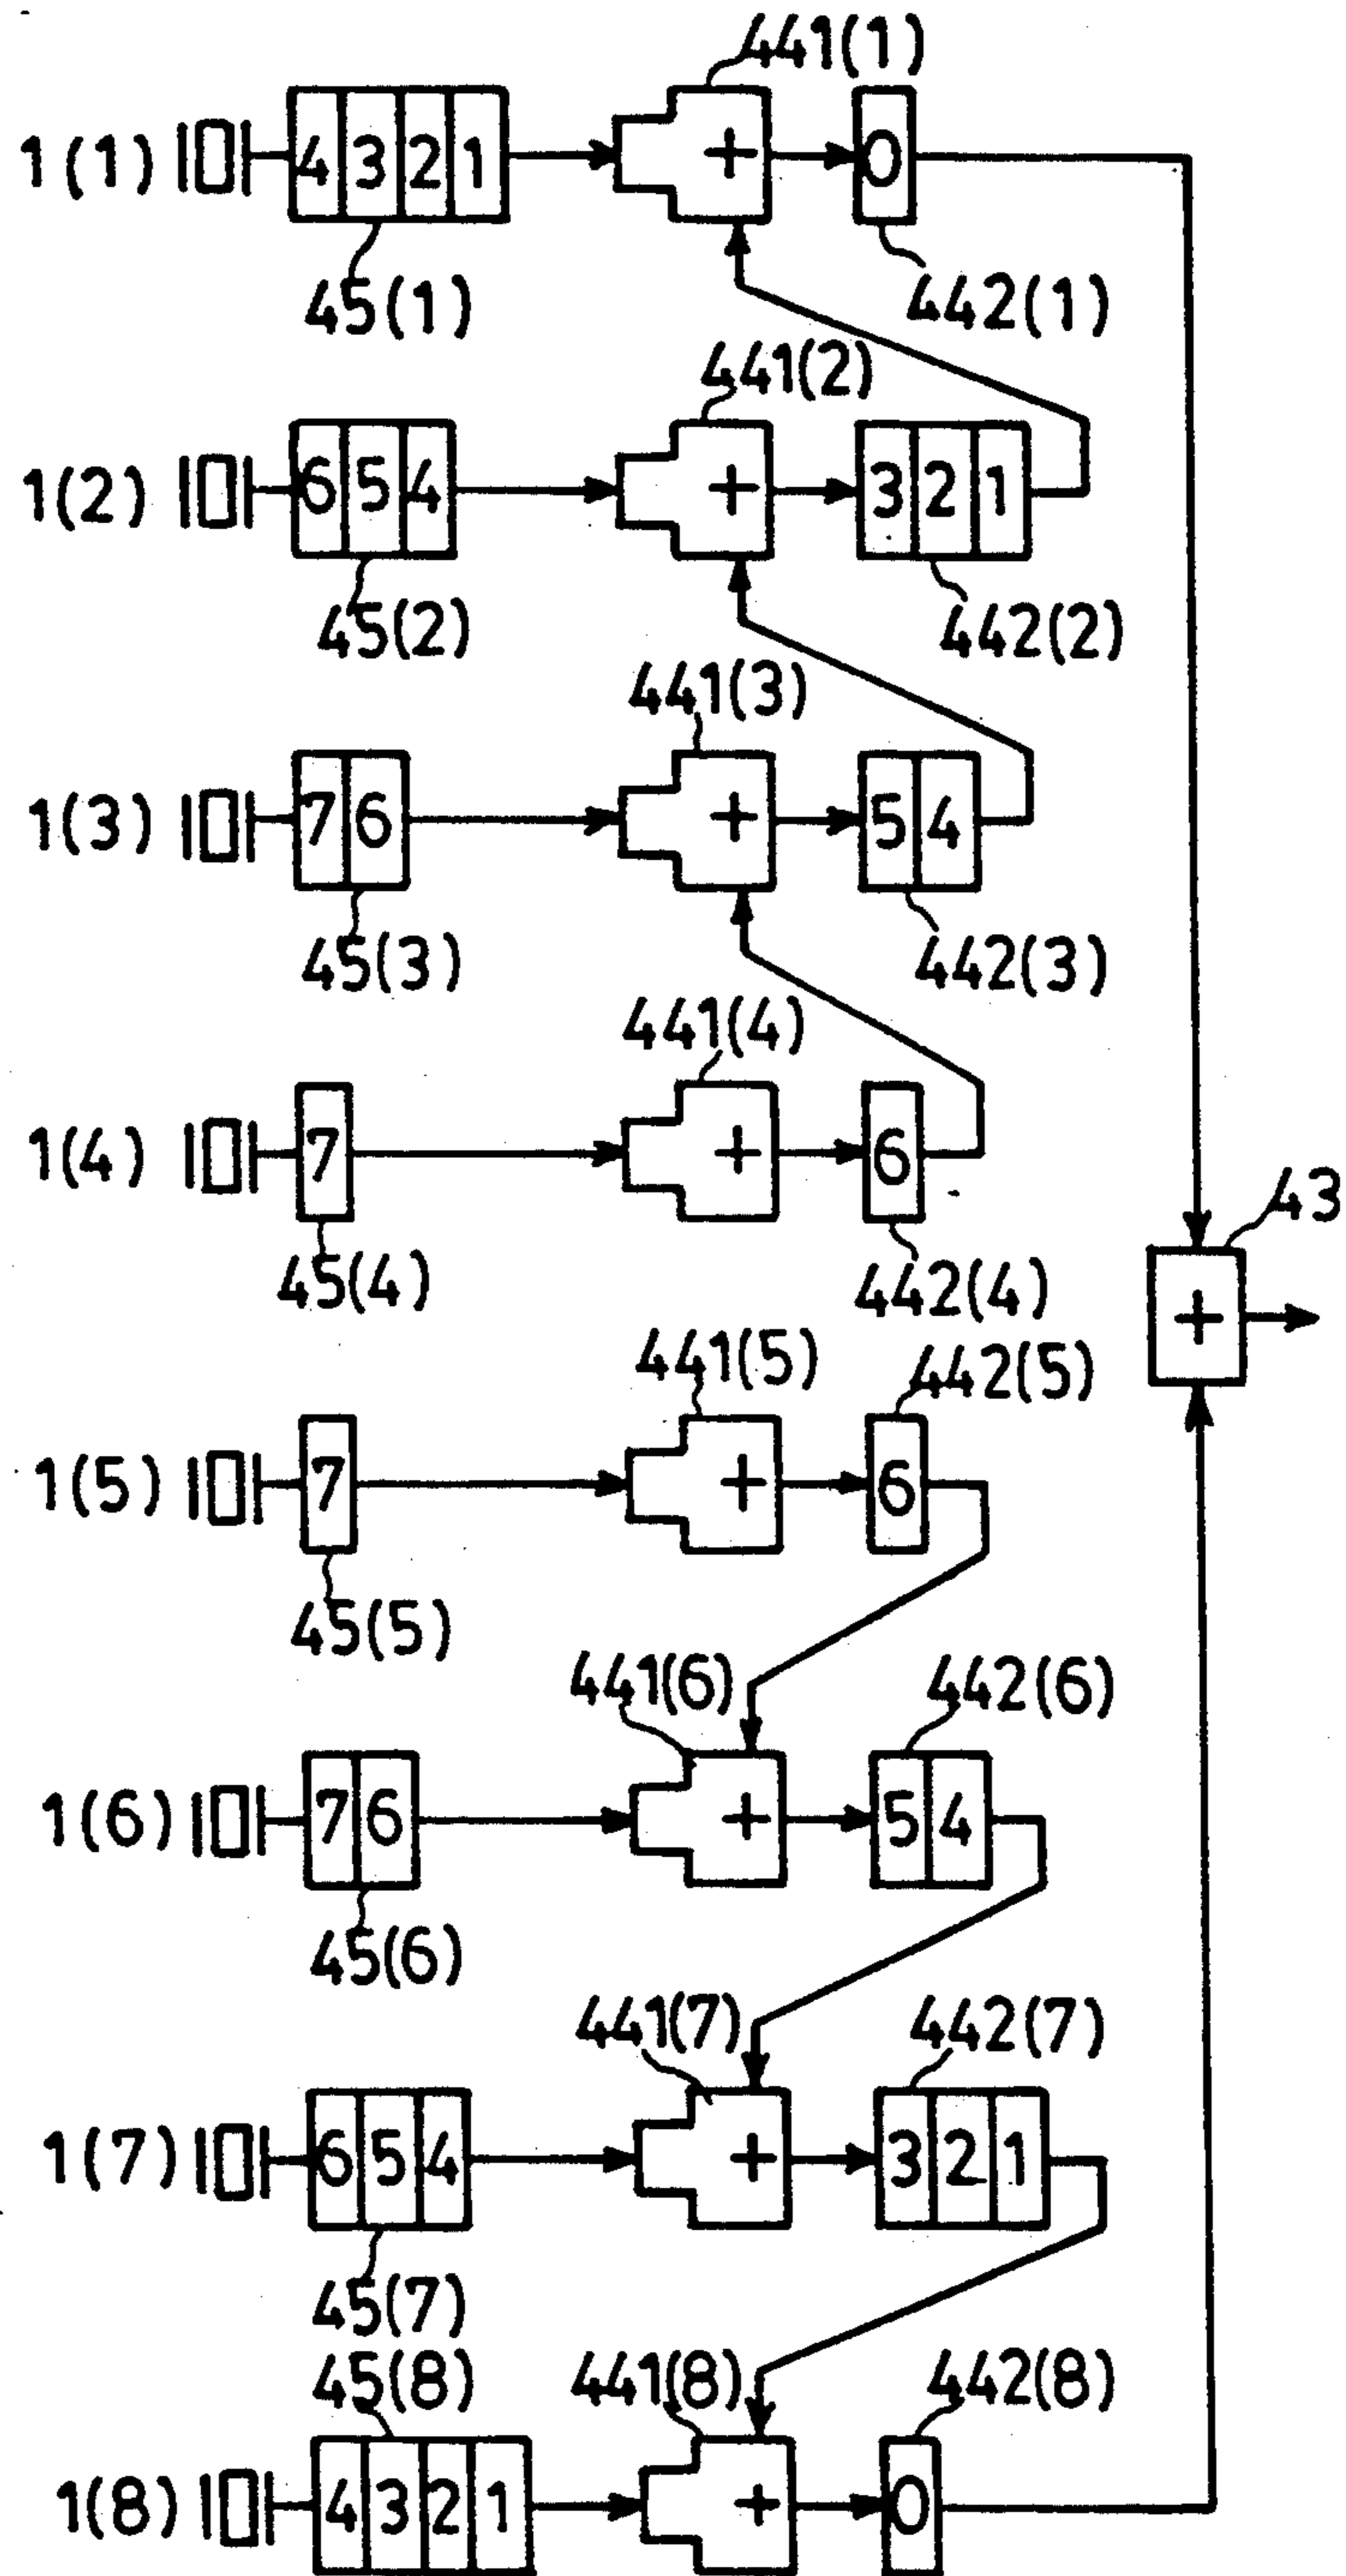 441(1)
1(1) 4 3 2 1 + 0
45(1) 442(1)
441(2)
1(2) 6 5 4 + 3 2 1
45(2) 442(2)
441(3)
1(3) 7 6 + 5 4
45(3) 442(3)
441(4)
1(4) 7 + 6
45(4) 442(4)
43
+
441(5) 442(5)
1(5) 7 + 6
45(5)
441(6) 442(6)
1(6) 7 6 + 5 4
45(6)
441(7) 442(7)
1(7) 6 5 4 + 3 2 1
45(7)
45(8) 441(8) 442(8)
1(8) 4 3 2 1 + 0